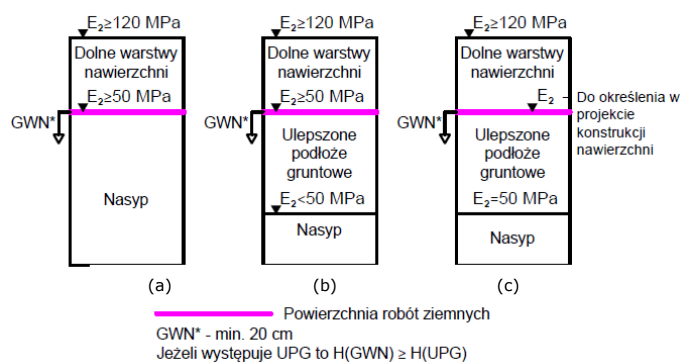 E₂≥120 MPa
Dolne warstwy
nawierzchni
E₂≥50 MPa
GWN*
Nasyp
(a)
E₂≥120 MPa
Dolne warstwy
nawierzchni
E₂≥50 MPa
GWN*
Ulepszone
podłoże
gruntowe
E₂<50 MPa
Nasyp
(b)
E₂≥120 MPa
Dolne warstwy
nawierzchni
E₂
Do określenia w
projekcie
konstrukcji
nawierzchni
GWN*
Ulepszone
podłoże
gruntowe
E₂=50 MPa
Nasyp
(c)
Powierzchnia robót ziemnych
GWN* - min. 20 cm
Jeżeli występuje UPG to H(GWN) ≥ H(UPG)